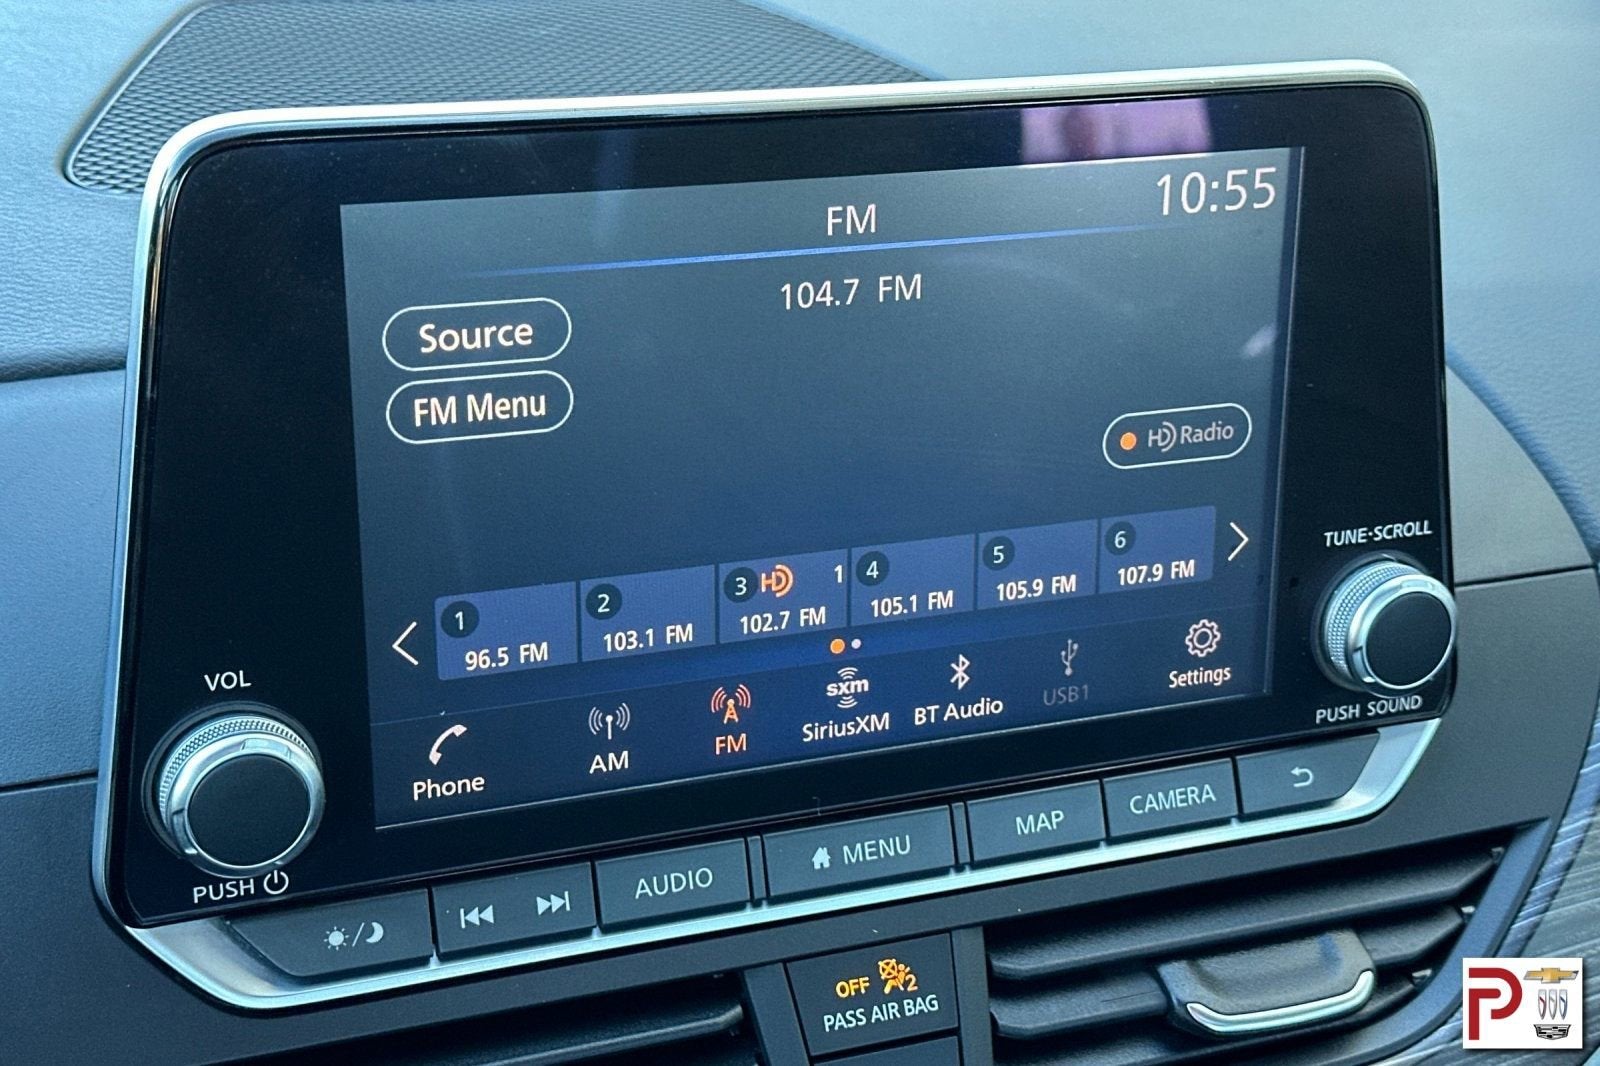 FM
10:55
104.7 FM
Source
FM Menu
HD Radio
1
96.5 FM
2
103.1 FM
3 HD 1
102.7 FM
4
105.1 FM
5
105.9 FM
6
107.9 FM
Phone
AM
FM
sxm
SiriusXM
BT Audio
USB1
Settings
VOL
PUSH
TUNE·SCROLL
PUSH SOUND
AUDIO
MENU
MAP
CAMERA
OFF 2
PASS AIR BAG
P